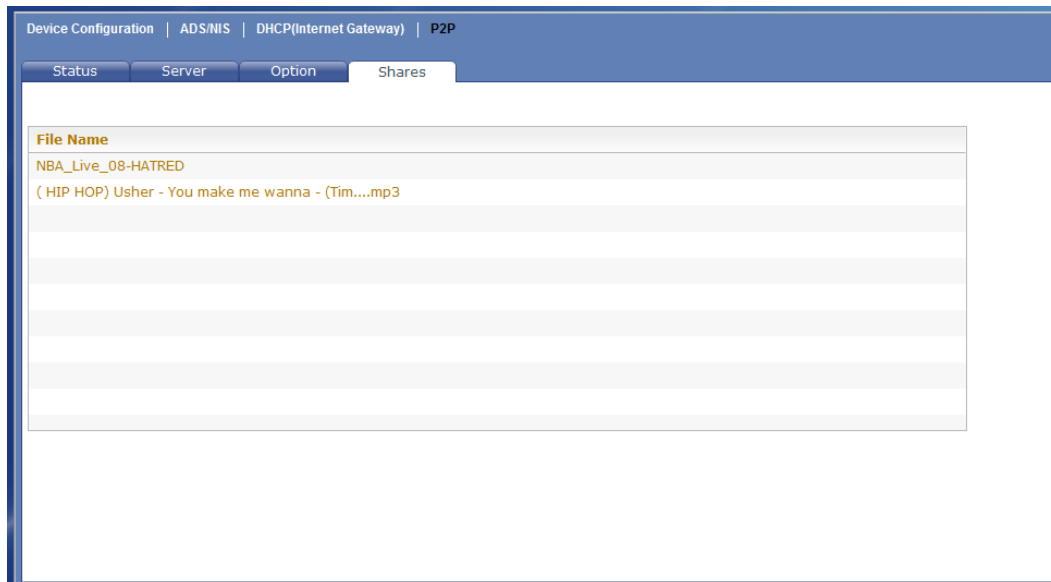 Device Configuration | ADS/NIS | DHCP(Internet Gateway) | P2P
Status Server Option Shares
File Name
NBA_Live_08-HATRED
( HIP HOP) Usher - You make me wanna - (Tim....mp3